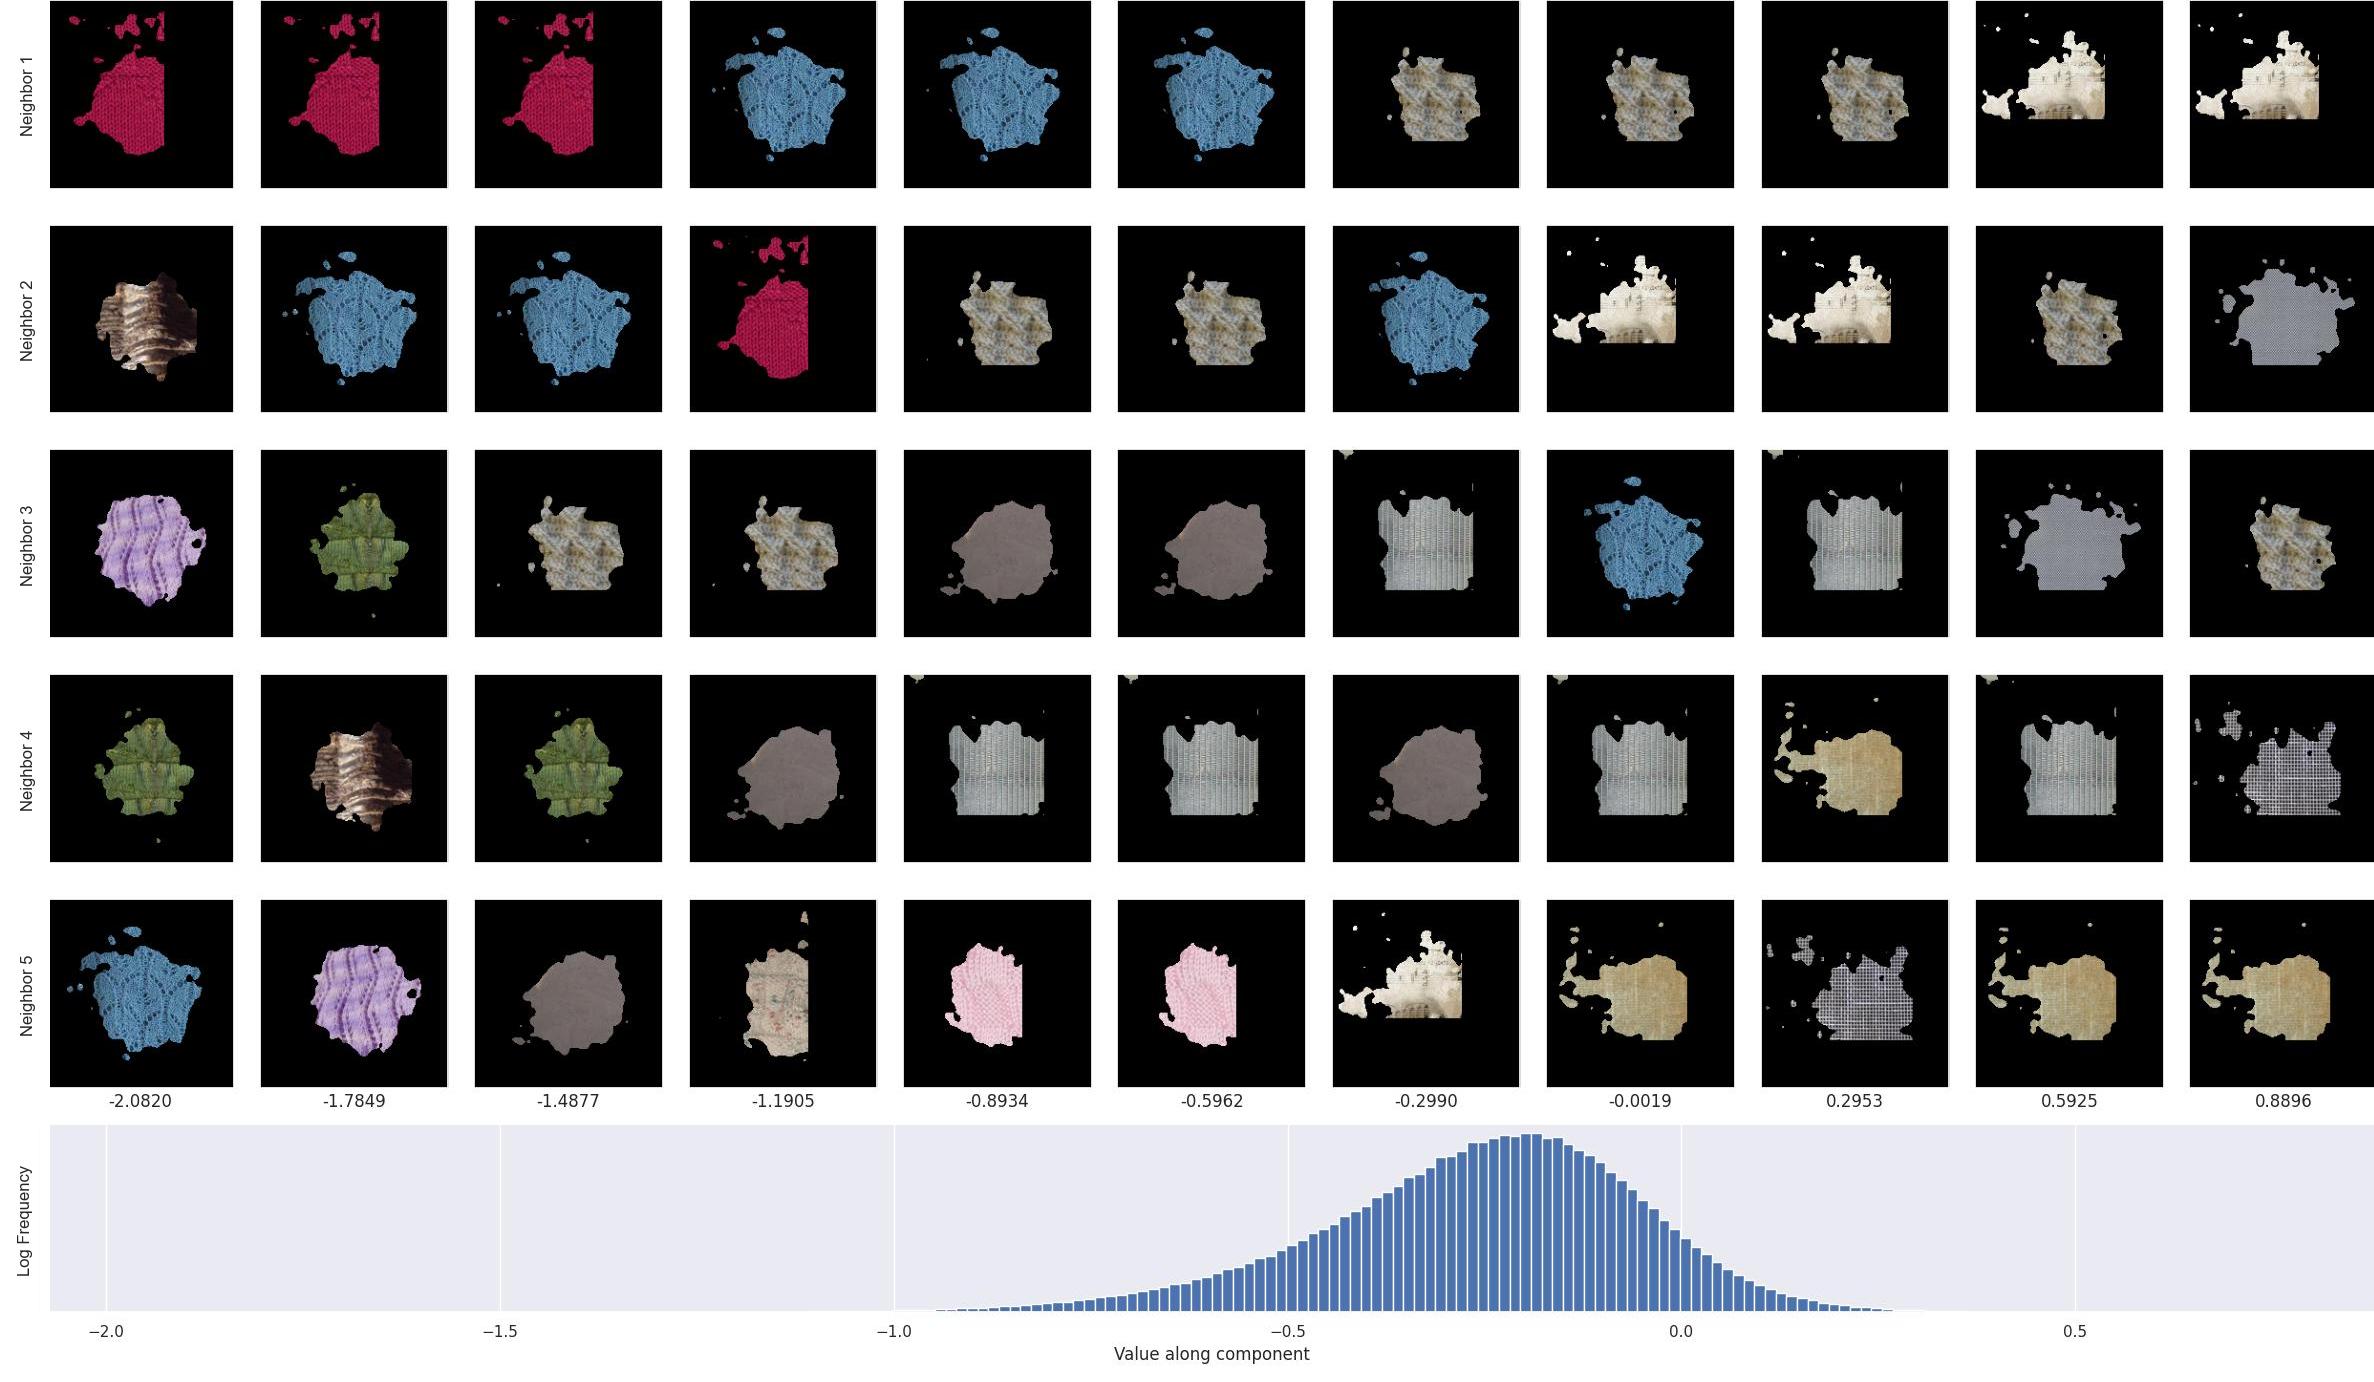 Neighbor 1
Neighbor 2
Neighbor 3
Neighbor 4
Neighbor 5
-2.0820 -1.7849 -1.4877 -1.1905 -0.8934 -0.5962 -0.2990 -0.0019 0.2953 0.5925 0.8896
Log Frequency
−2.0 −1.5 −1.0 −0.5 0.0 0.5
Value along component